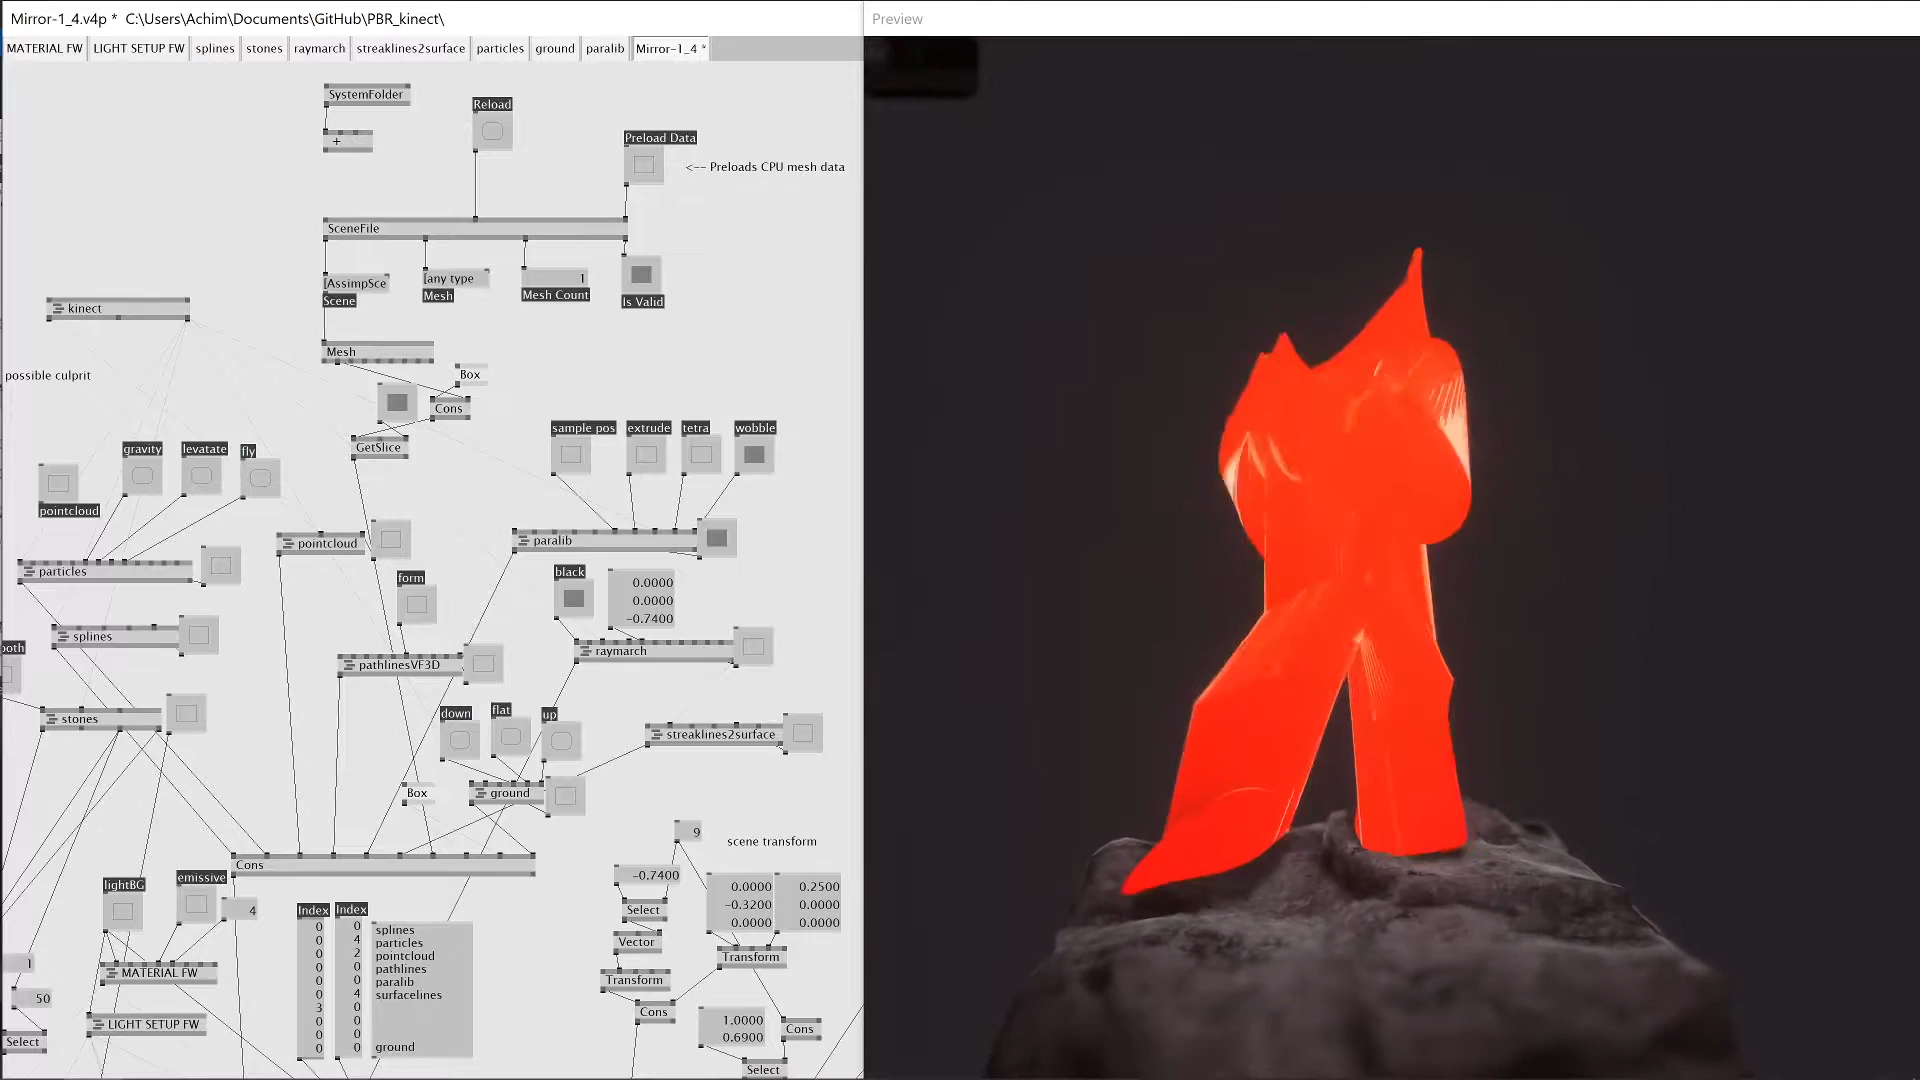 Mirror-1_4.v4p *  C:\Users\Achim\Documents\GitHub\PBR_kinect\
Preview
MATERIAL FW
LIGHT SETUP FW
splines
stones
raymarch
streaklines2surface
particles
ground
paralib
Mirror-1_4 *
SystemFolder
+
Reload
Preload Data
<-- Preloads CPU mesh data
SceneFile
[AssimpSce
Scene
[any type
Mesh
1
Mesh Count
Is Valid
kinect
Mesh
possible culprit
Box
Cons
GetSlice
sample pos
extrude
tetra
wobble
gravity
levatate
fly
pointcloud
pointcloud
paralib
particles
form
black
0.0000
0.0000
-0.7400
splines
ooth
pathlinesVF3D
raymarch
stones
down
flat
up
streaklines2surface
Box
ground
9
scene transform
Cons
-0.7400
0.0000
-0.3200
0.0000
0.2500
0.0000
0.0000
lightBG
emissive
4
Select
Index
0
0
0
0
0
0
3
0
0
0
Index
0
4
2
0
0
4
0
0
0
0
splines
particles
pointcloud
pathlines
paralib
surfacelines
ground
Vector
Transform
1
MATERIAL FW
Transform
50
Cons
LIGHT SETUP FW
1.0000
0.6900
Cons
Select
Select